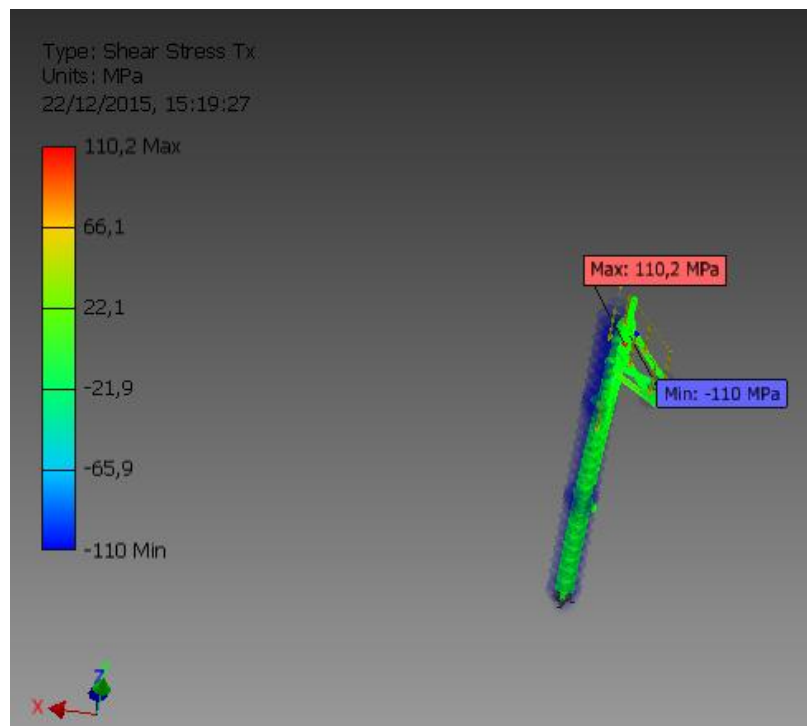 Type: Shear Stress Tx
Units: MPa
22/12/2015, 15:19:27
110,2 Max
66,1
22,1
-21,9
-65,9
-110 Min
Max: 110,2 MPa
Min: -110 MPa
Z
X